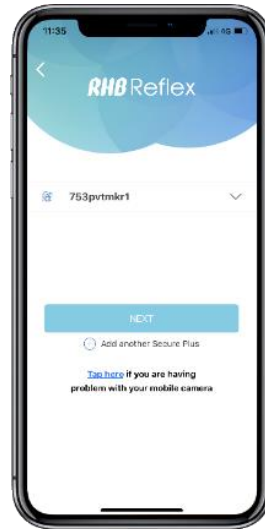 11:35
4G
RHB Reflex
753pvtmkr1
NEXT
Add another Secure Plus
Tap here if you are having
problem with your mobile camera